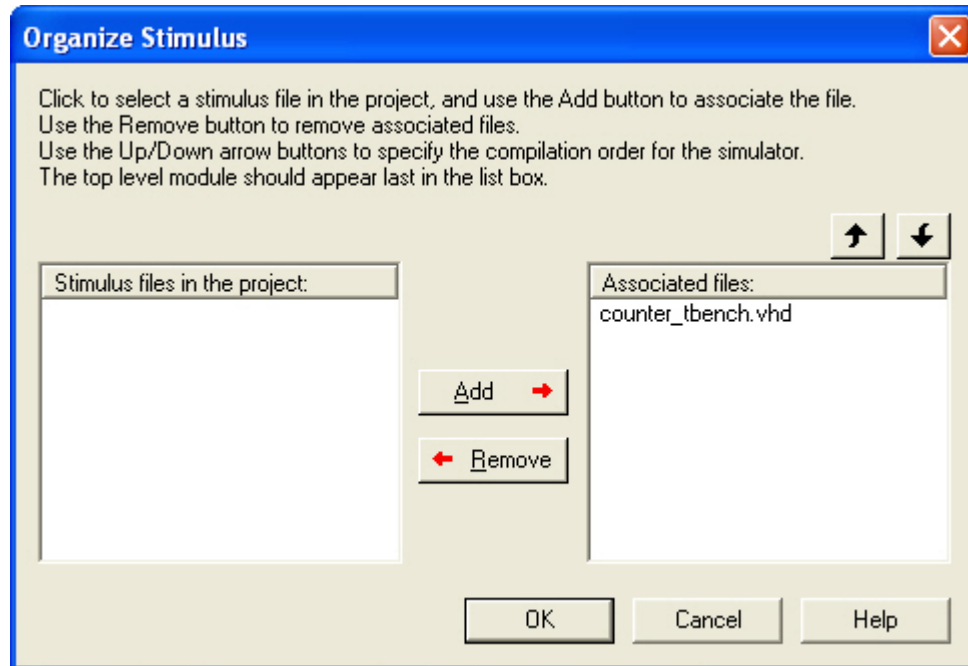 Organize Stimulus
Click to select a stimulus file in the project, and use the Add button to associate the file.
Use the Remove button to remove associated files.
Use the Up/Down arrow buttons to specify the compilation order for the simulator.
The top level module should appear last in the list box.
Stimulus files in the project:
Associated files:
counter_tbench.vhd
Add
Remove
OK
Cancel
Help